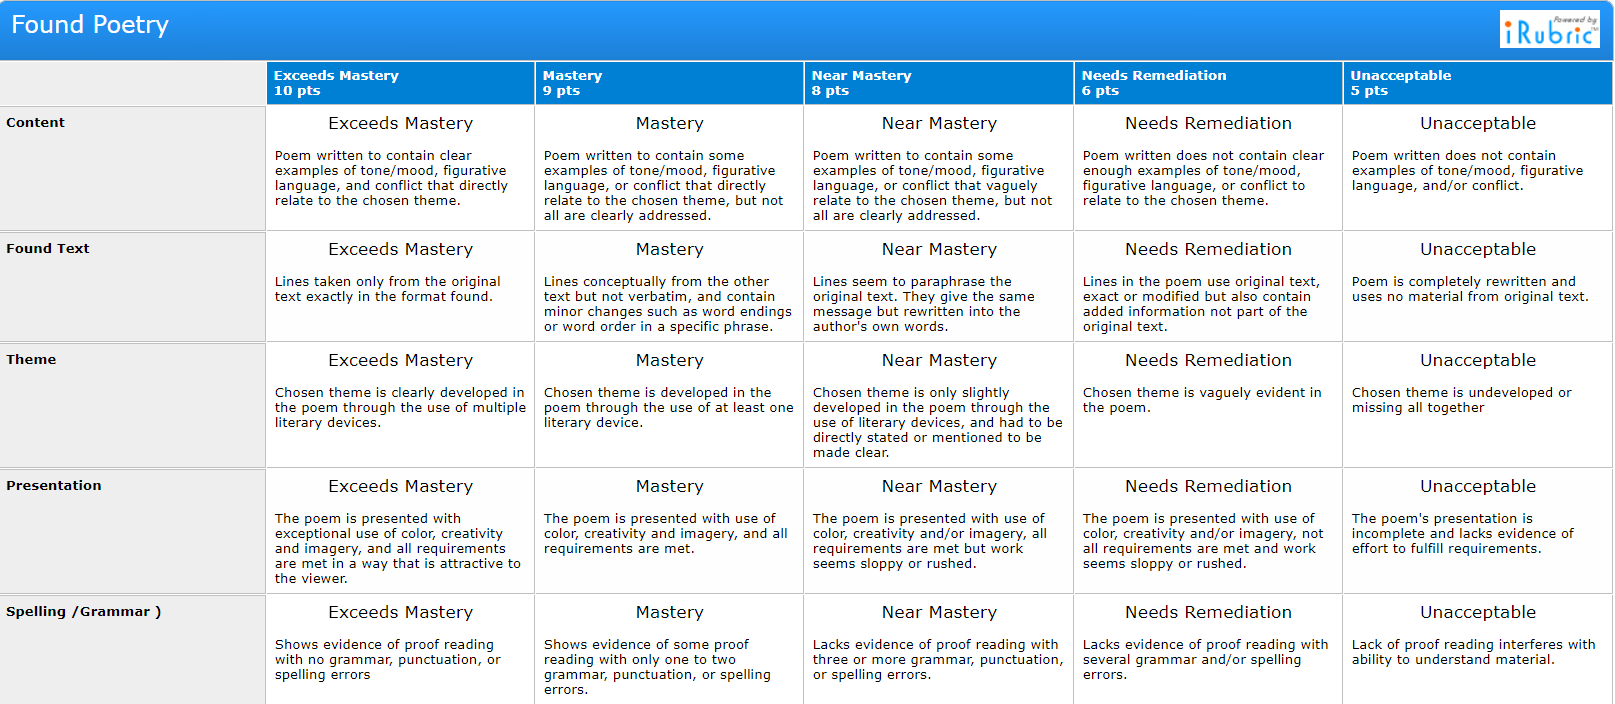 Found Poetry
Powered by
iRubric™
Exceeds Mastery
10 pts
Mastery
9 pts
Near Mastery
8 pts
Needs Remediation
6 pts
Unacceptable
5 pts
Content
Exceeds Mastery
Poem written to contain clear
examples of tone/mood, figurative
language, and conflict that directly
relate to the chosen theme.
Mastery
Poem written to contain some
examples of tone/mood, figurative
language, or conflict that directly
relate to the chosen theme, but not
all are clearly addressed.
Near Mastery
Poem written to contain some
examples of tone/mood, figurative
language, or conflict that vaguely
relate to the chosen theme, but not
all are clearly addressed.
Needs Remediation
Poem written does not contain clear
enough examples of tone/mood,
figurative language, or conflict to
relate to the chosen theme.
Unacceptable
Poem written does not contain
examples of tone/mood, figurative
language, and/or conflict.
Found Text
Exceeds Mastery
Lines taken only from the original
text exactly in the format found.
Mastery
Lines conceptually from the other
text but not verbatim, and contain
minor changes such as word endings
or word order in a specific phrase.
Near Mastery
Lines seem to paraphrase the
original text. They give the same
message but rewritten into the
author's own words.
Needs Remediation
Lines in the poem use original text,
exact or modified but also contain
added information not part of the
original text.
Unacceptable
Poem is completely rewritten and
uses no material from original text.
Theme
Exceeds Mastery
Chosen theme is clearly developed in
the poem through the use of multiple
literary devices.
Mastery
Chosen theme is developed in the
poem through the use of at least one
literary device.
Near Mastery
Chosen theme is only slightly
developed in the poem through the
use of literary devices, and had to be
directly stated or mentioned to be
made clear.
Needs Remediation
Chosen theme is vaguely evident in
the poem.
Unacceptable
Chosen theme is undeveloped or
missing all together
Presentation
Exceeds Mastery
The poem is presented with
exceptional use of color, creativity
and imagery, and all requirements
are met in a way that is attractive to
the viewer.
Mastery
The poem is presented with use of
color, creativity and imagery, and all
requirements are met.
Near Mastery
The poem is presented with use of
color, creativity and/or imagery, all
requirements are met but work
seems sloppy or rushed.
Needs Remediation
The poem is presented with use of
color, creativity and/or imagery, not
all requirements are met and work
seems sloppy or rushed.
Unacceptable
The poem's presentation is
incomplete and lacks evidence of
effort to fulfill requirements.
Spelling /Grammar )
Exceeds Mastery
Shows evidence of proof reading
with no grammar, punctuation, or
spelling errors
Mastery
Shows evidence of some proof
reading with only one to two
grammar, punctuation, or spelling
errors.
Near Mastery
Lacks evidence of proof reading with
three or more grammar, punctuation,
or spelling errors.
Needs Remediation
Lacks evidence of proof reading with
several grammar and/or spelling
errors.
Unacceptable
Lack of proof reading interferes with
ability to understand material.